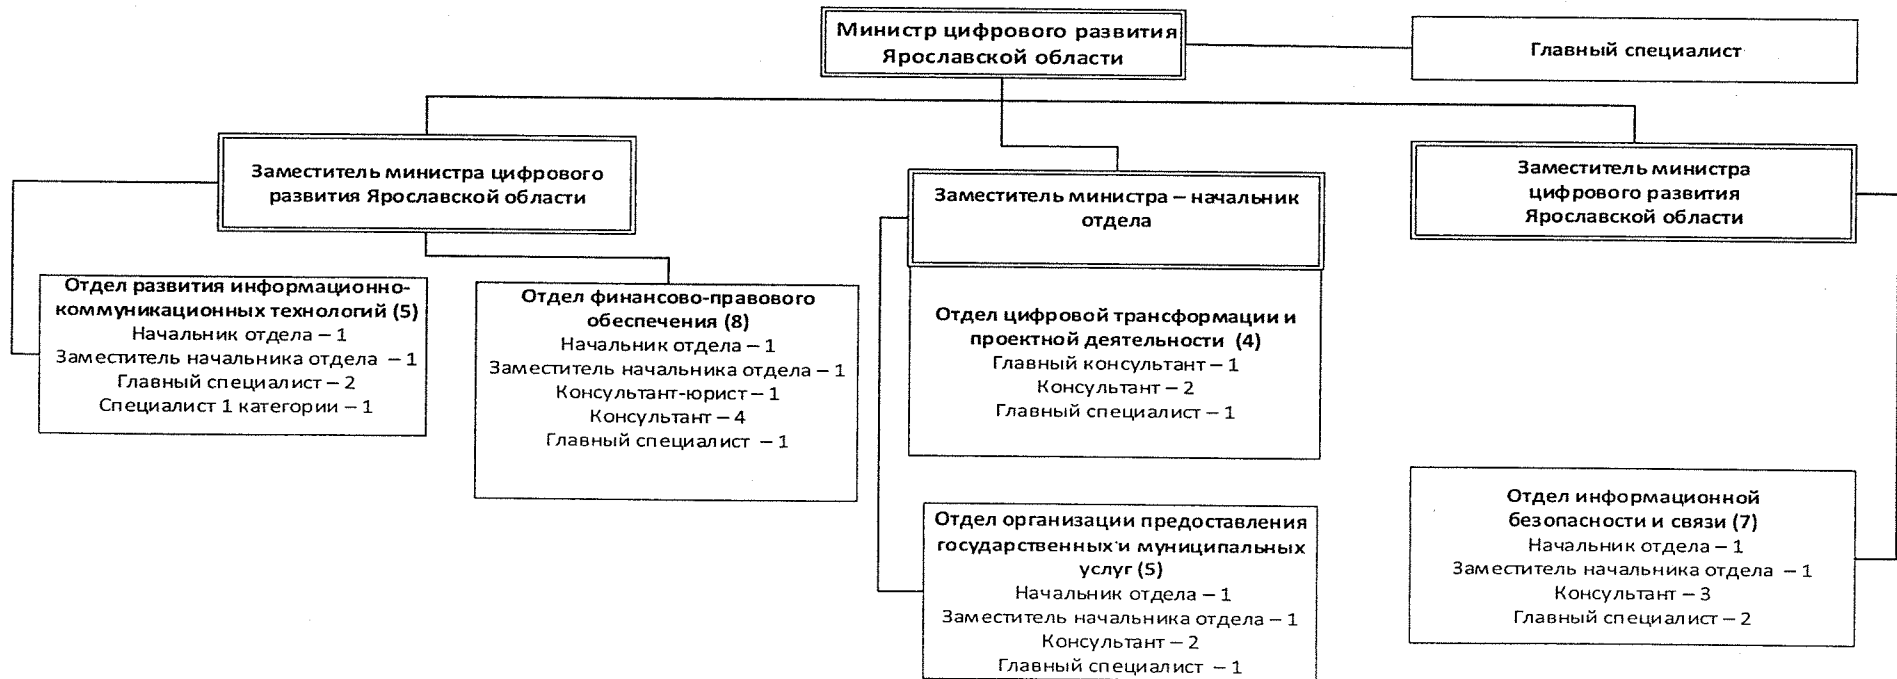 Министр цифрового развития
Ярославской области
Главный специалист
Заместитель министра цифрового
развития Ярославской области
Заместитель министра – начальник
отдела
Заместитель министра
цифрового развития
Ярославской области
Отдел развития информационно-
коммуникационных технологий (5)
Начальник отдела – 1
Заместитель начальника отдела – 1
Главный специалист – 2
Специалист 1 категории – 1
Отдел финансово-правового
обеспечения (8)
Начальник отдела – 1
Заместитель начальника отдела – 1
Консультант-юрист – 1
Консультант – 4
Главный специалист – 1
Отдел цифровой трансформации и
проектной деятельности (4)
Главный консультант – 1
Консультант – 2
Главный специалист – 1
Отдел организации предоставления
государственных и муниципальных
услуг (5)
Начальник отдела – 1
Заместитель начальника отдела – 1
Консультант – 2
Главный специалист – 1
Отдел информационной
безопасности и связи (7)
Начальник отдела – 1
Заместитель начальника отдела – 1
Консультант – 3
Главный специалист – 2